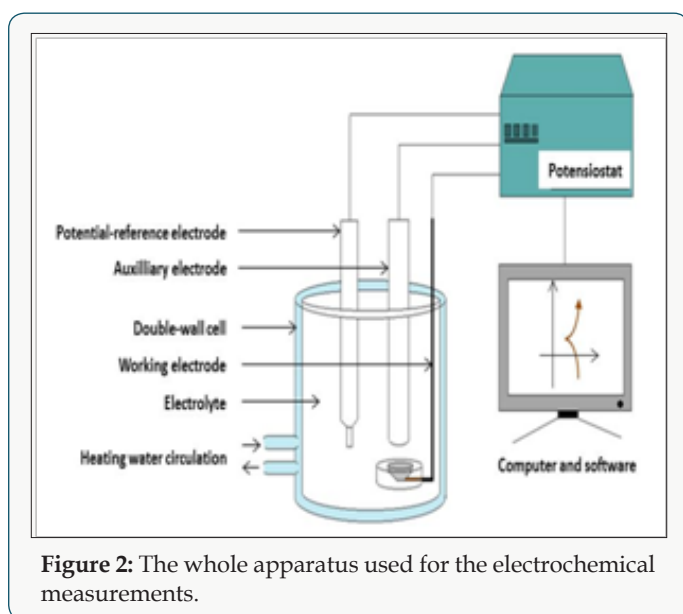 Potensiostat
Potential-reference electrode
Auxilliary electrode
Double-wall cell
Working electrode
Electrolyte
Heating water circulation
Computer and software
Figure 2: The whole apparatus used for the electrochemical
measurements.